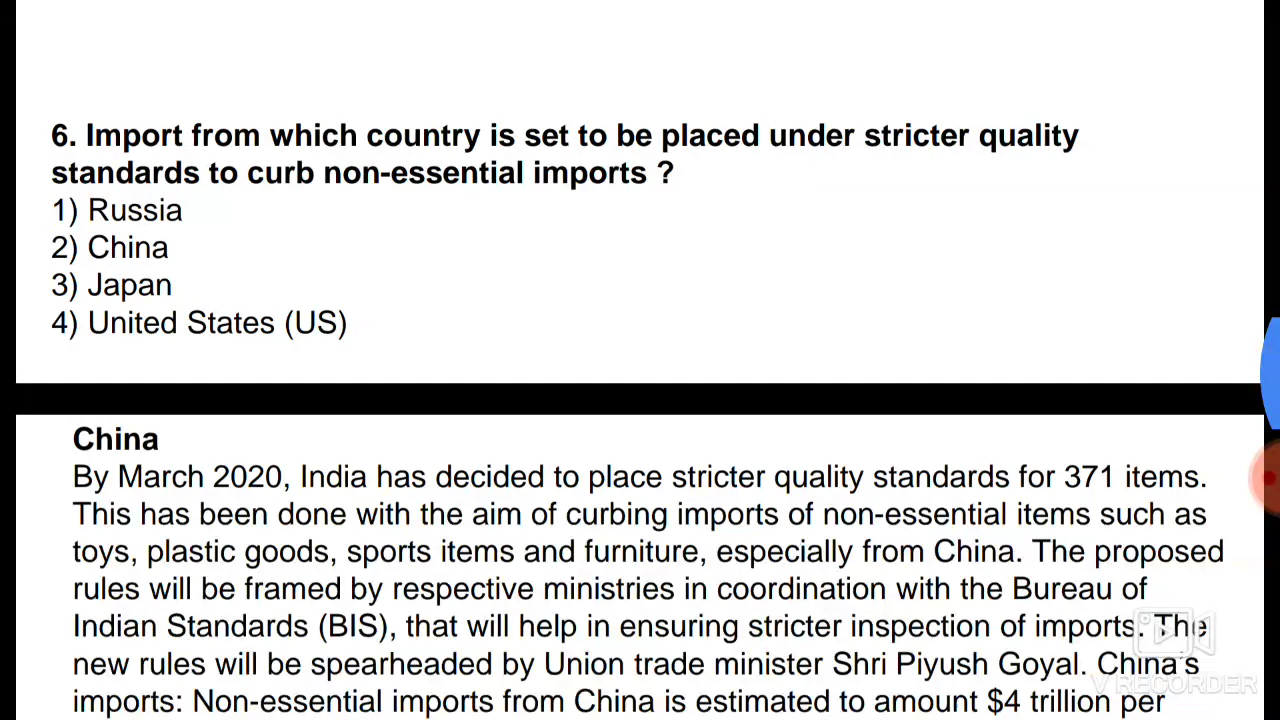 6. Import from which country is set to be placed under stricter quality
standards to curb non-essential imports ?
1) Russia
2) China
3) Japan
4) United States (US)
China
By March 2020, India has decided to place stricter quality standards for 371 items.
This has been done with the aim of curbing imports of non-essential items such as
toys, plastic goods, sports items and furniture, especially from China. The proposed
rules will be framed by respective ministries in coordination with the Bureau of
Indian Standards (BIS), that will help in ensuring stricter inspection of imports. The
new rules will be spearheaded by Union trade minister Shri Piyush Goyal. China's
imports: Non-essential imports from China is estimated to amount $4 trillion per
V RECORDER